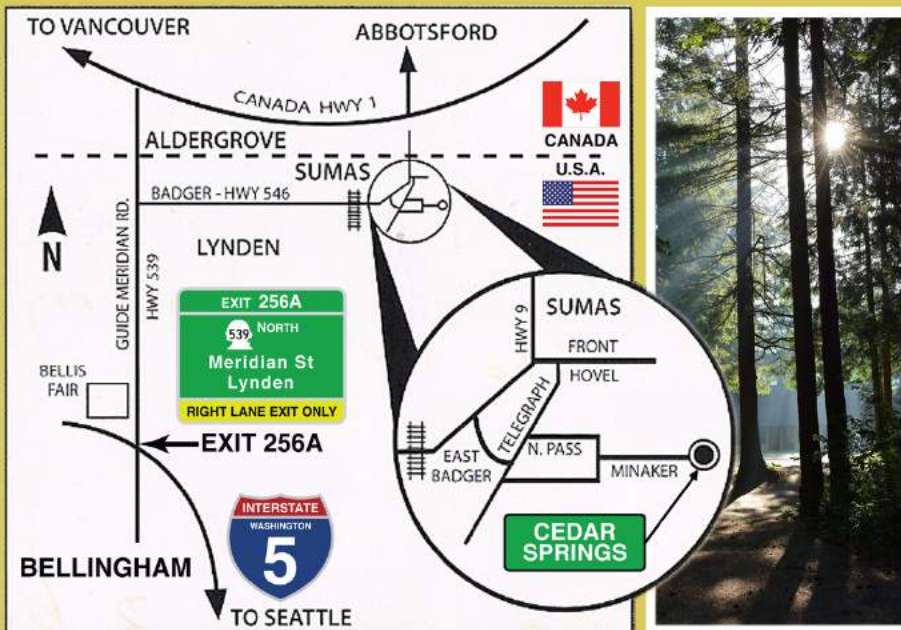 TO VANCOUVER
ABBOTSFORD
CANADA HWY 1
CANADA
ALDERGROVE
U.S.A.
SUMAS
BADGER - HWY 546
N
GUIDE MERIDIAN RD.
HWY 539
LYNDEN
EXIT 256A
539 NORTH
Meridian St
Lynden
RIGHT LANE EXIT ONLY
BELLIS
FAIR
EXIT 256A
INTERSTATE
WASHINGTON
5
BELLINGHAM
TO SEATTLE
SUMAS
HWY 9
FRONT
HOVEL
TELEGRAPH
N. PASS
EAST
BADGER
MINAKER
CEDAR
SPRINGS